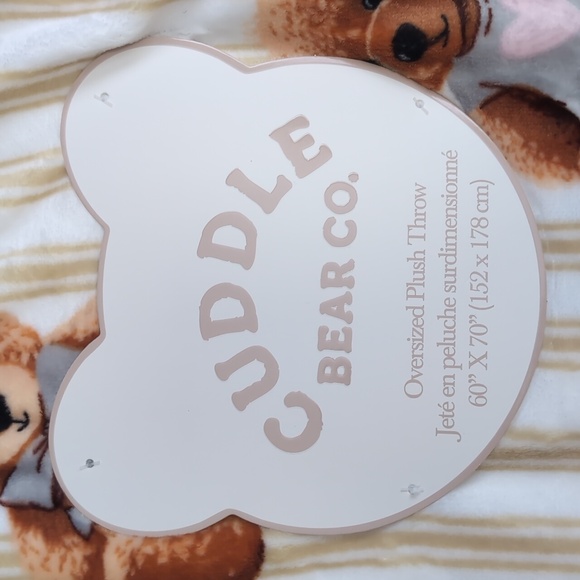 CUDDLE
BEAR CO.
Oversized Plush Throw
Jeté en peluche surdimensionné
60” X 70” (152 x 178 cm)